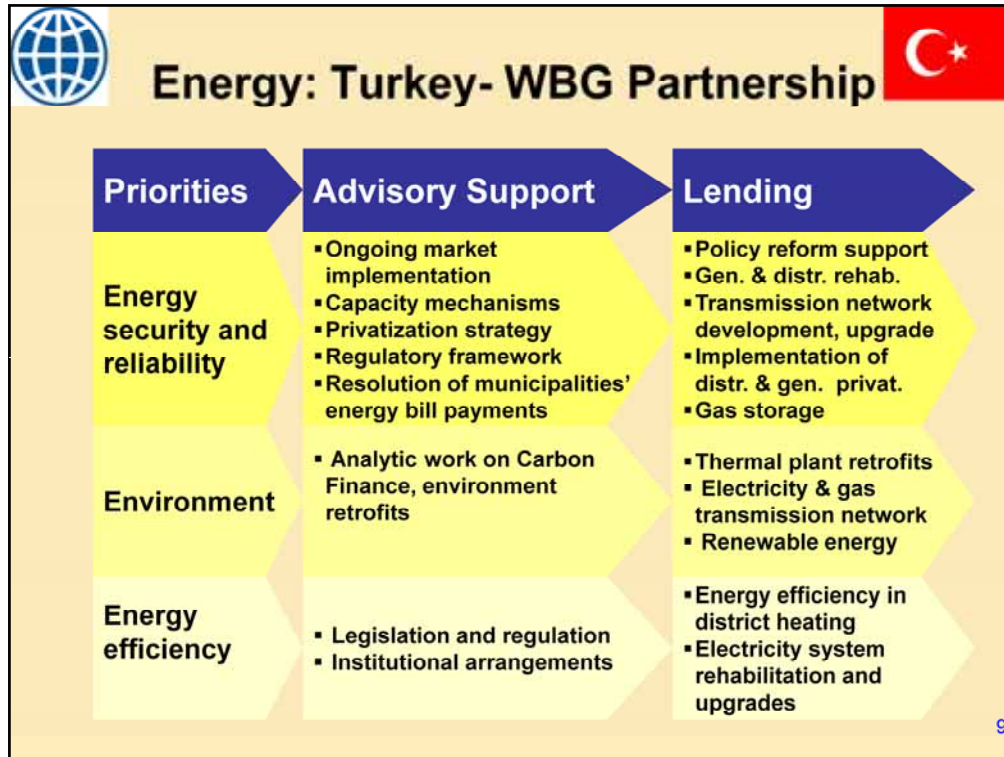 Energy: Turkey- WBG Partnership
Priorities
Advisory Support
Lending
Energy
security and
reliability
▪Ongoing market
implementation
▪Capacity mechanisms
▪Privatization strategy
▪Regulatory framework
▪Resolution of municipalities’
energy bill payments
▪Policy reform support
▪Gen. & distr. rehab.
▪Transmission network
development, upgrade
▪Implementation of
distr. & gen. privat.
▪Gas storage
Environment
▪ Analytic work on Carbon
Finance, environment
retrofits
▪Thermal plant retrofits
▪ Electricity & gas
transmission network
▪ Renewable energy
Energy
efficiency
▪ Legislation and regulation
▪ Institutional arrangements
▪Energy efficiency in
district heating
▪Electricity system
rehabilitation and
upgrades
9